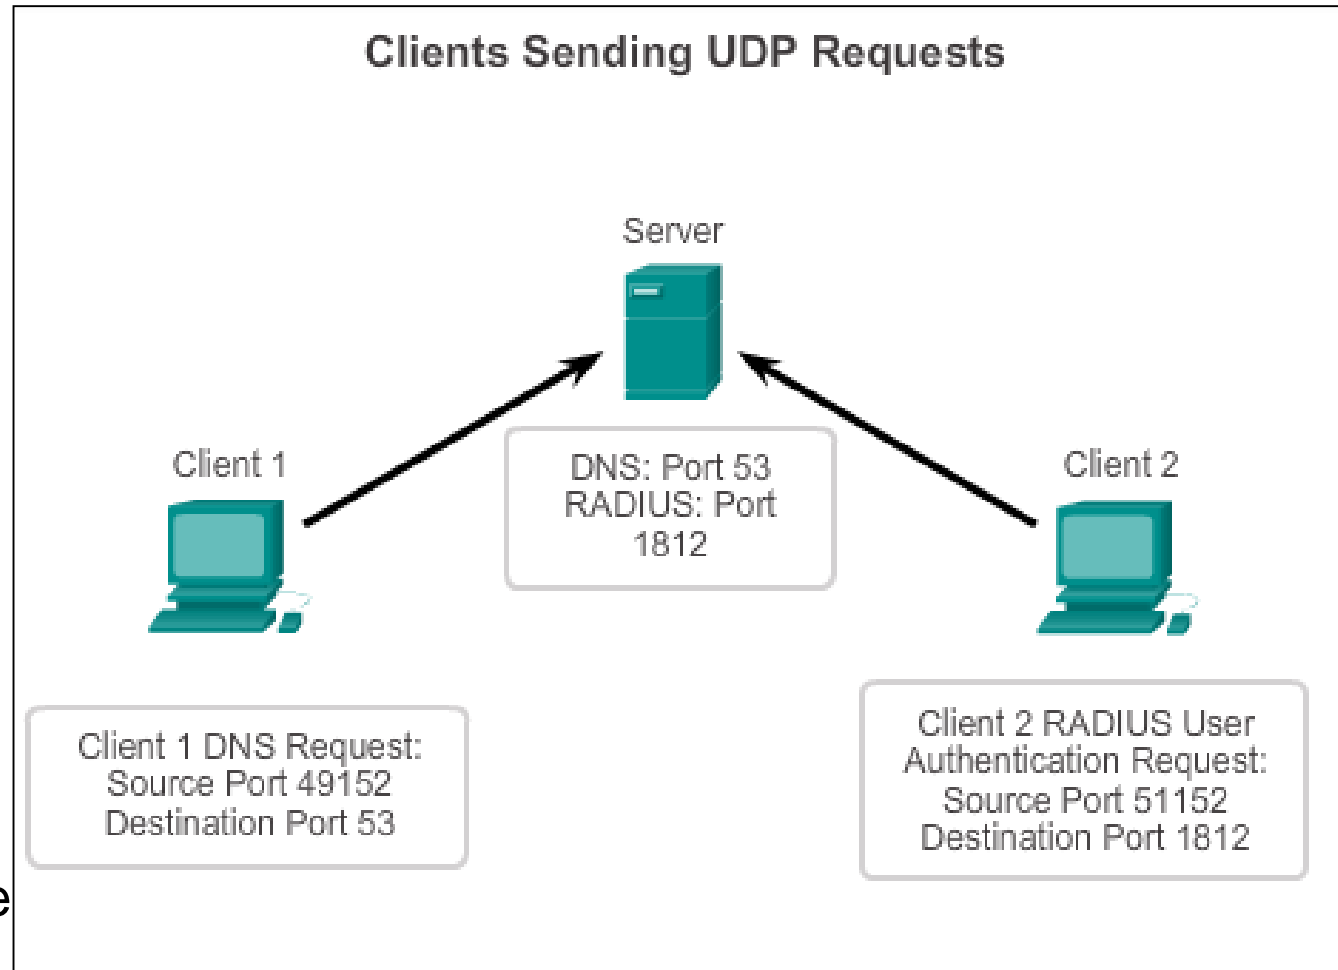 Clients Sending UDP Requests
Server
Client 1
DNS: Port 53
RADIUS: Port
1812
Client 2
Client 1 DNS Request:
Source Port 49152
Destination Port 53
Client 2 RADIUS User
Authentication Request:
Source Port 51152
Destination Port 1812
e